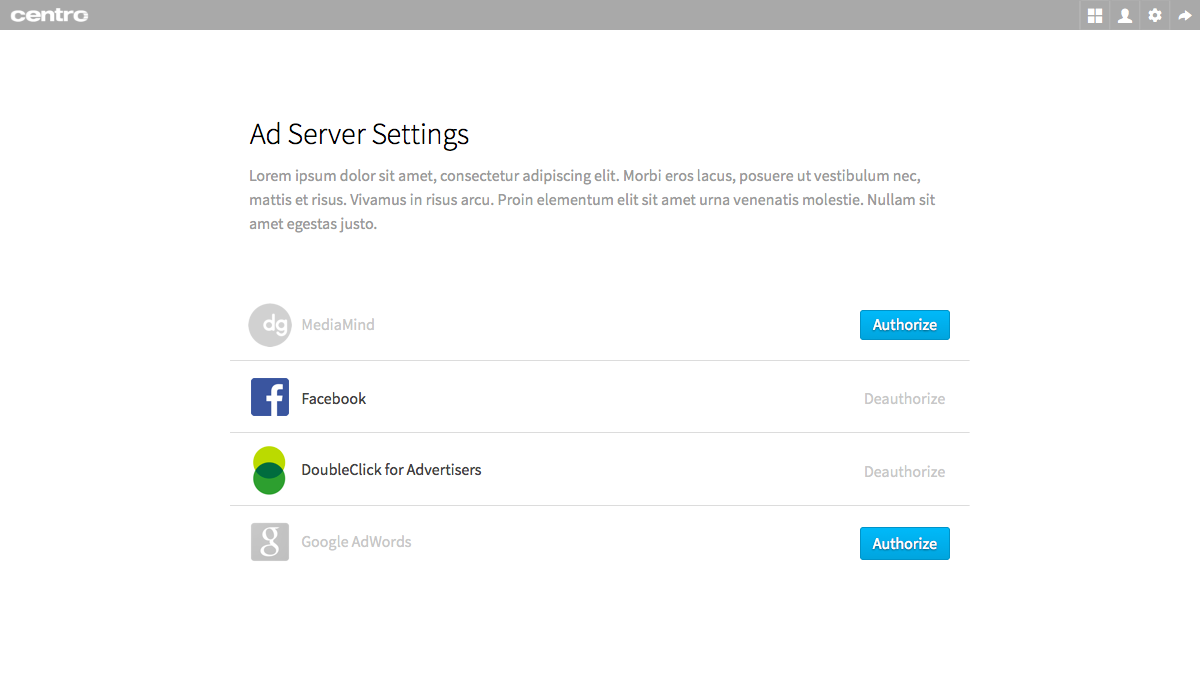 centro
Ad Server Settings
Lorem ipsum dolor sit amet, consectetur adipiscing elit. Morbi eros lacus, posuere ut vestibulum nec,
mattis et risus. Vivamus in risus arcu. Proin elementum elit sit amet urna venenatis molestie. Nullam sit
amet egestas justo.
dg MediaMind Authorize
f Facebook Deauthorize
DoubleClick for Advertisers Deauthorize
g Google AdWords Authorize